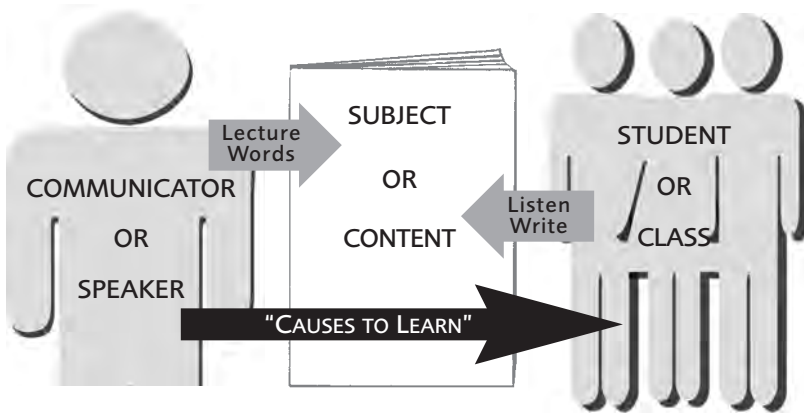 COMMUNICATOR
OR
SPEAKER
Lecture
Words
SUBJECT
OR
CONTENT
Listen
Write
STUDENT
OR
CLASS
"CAUSES TO LEARN"